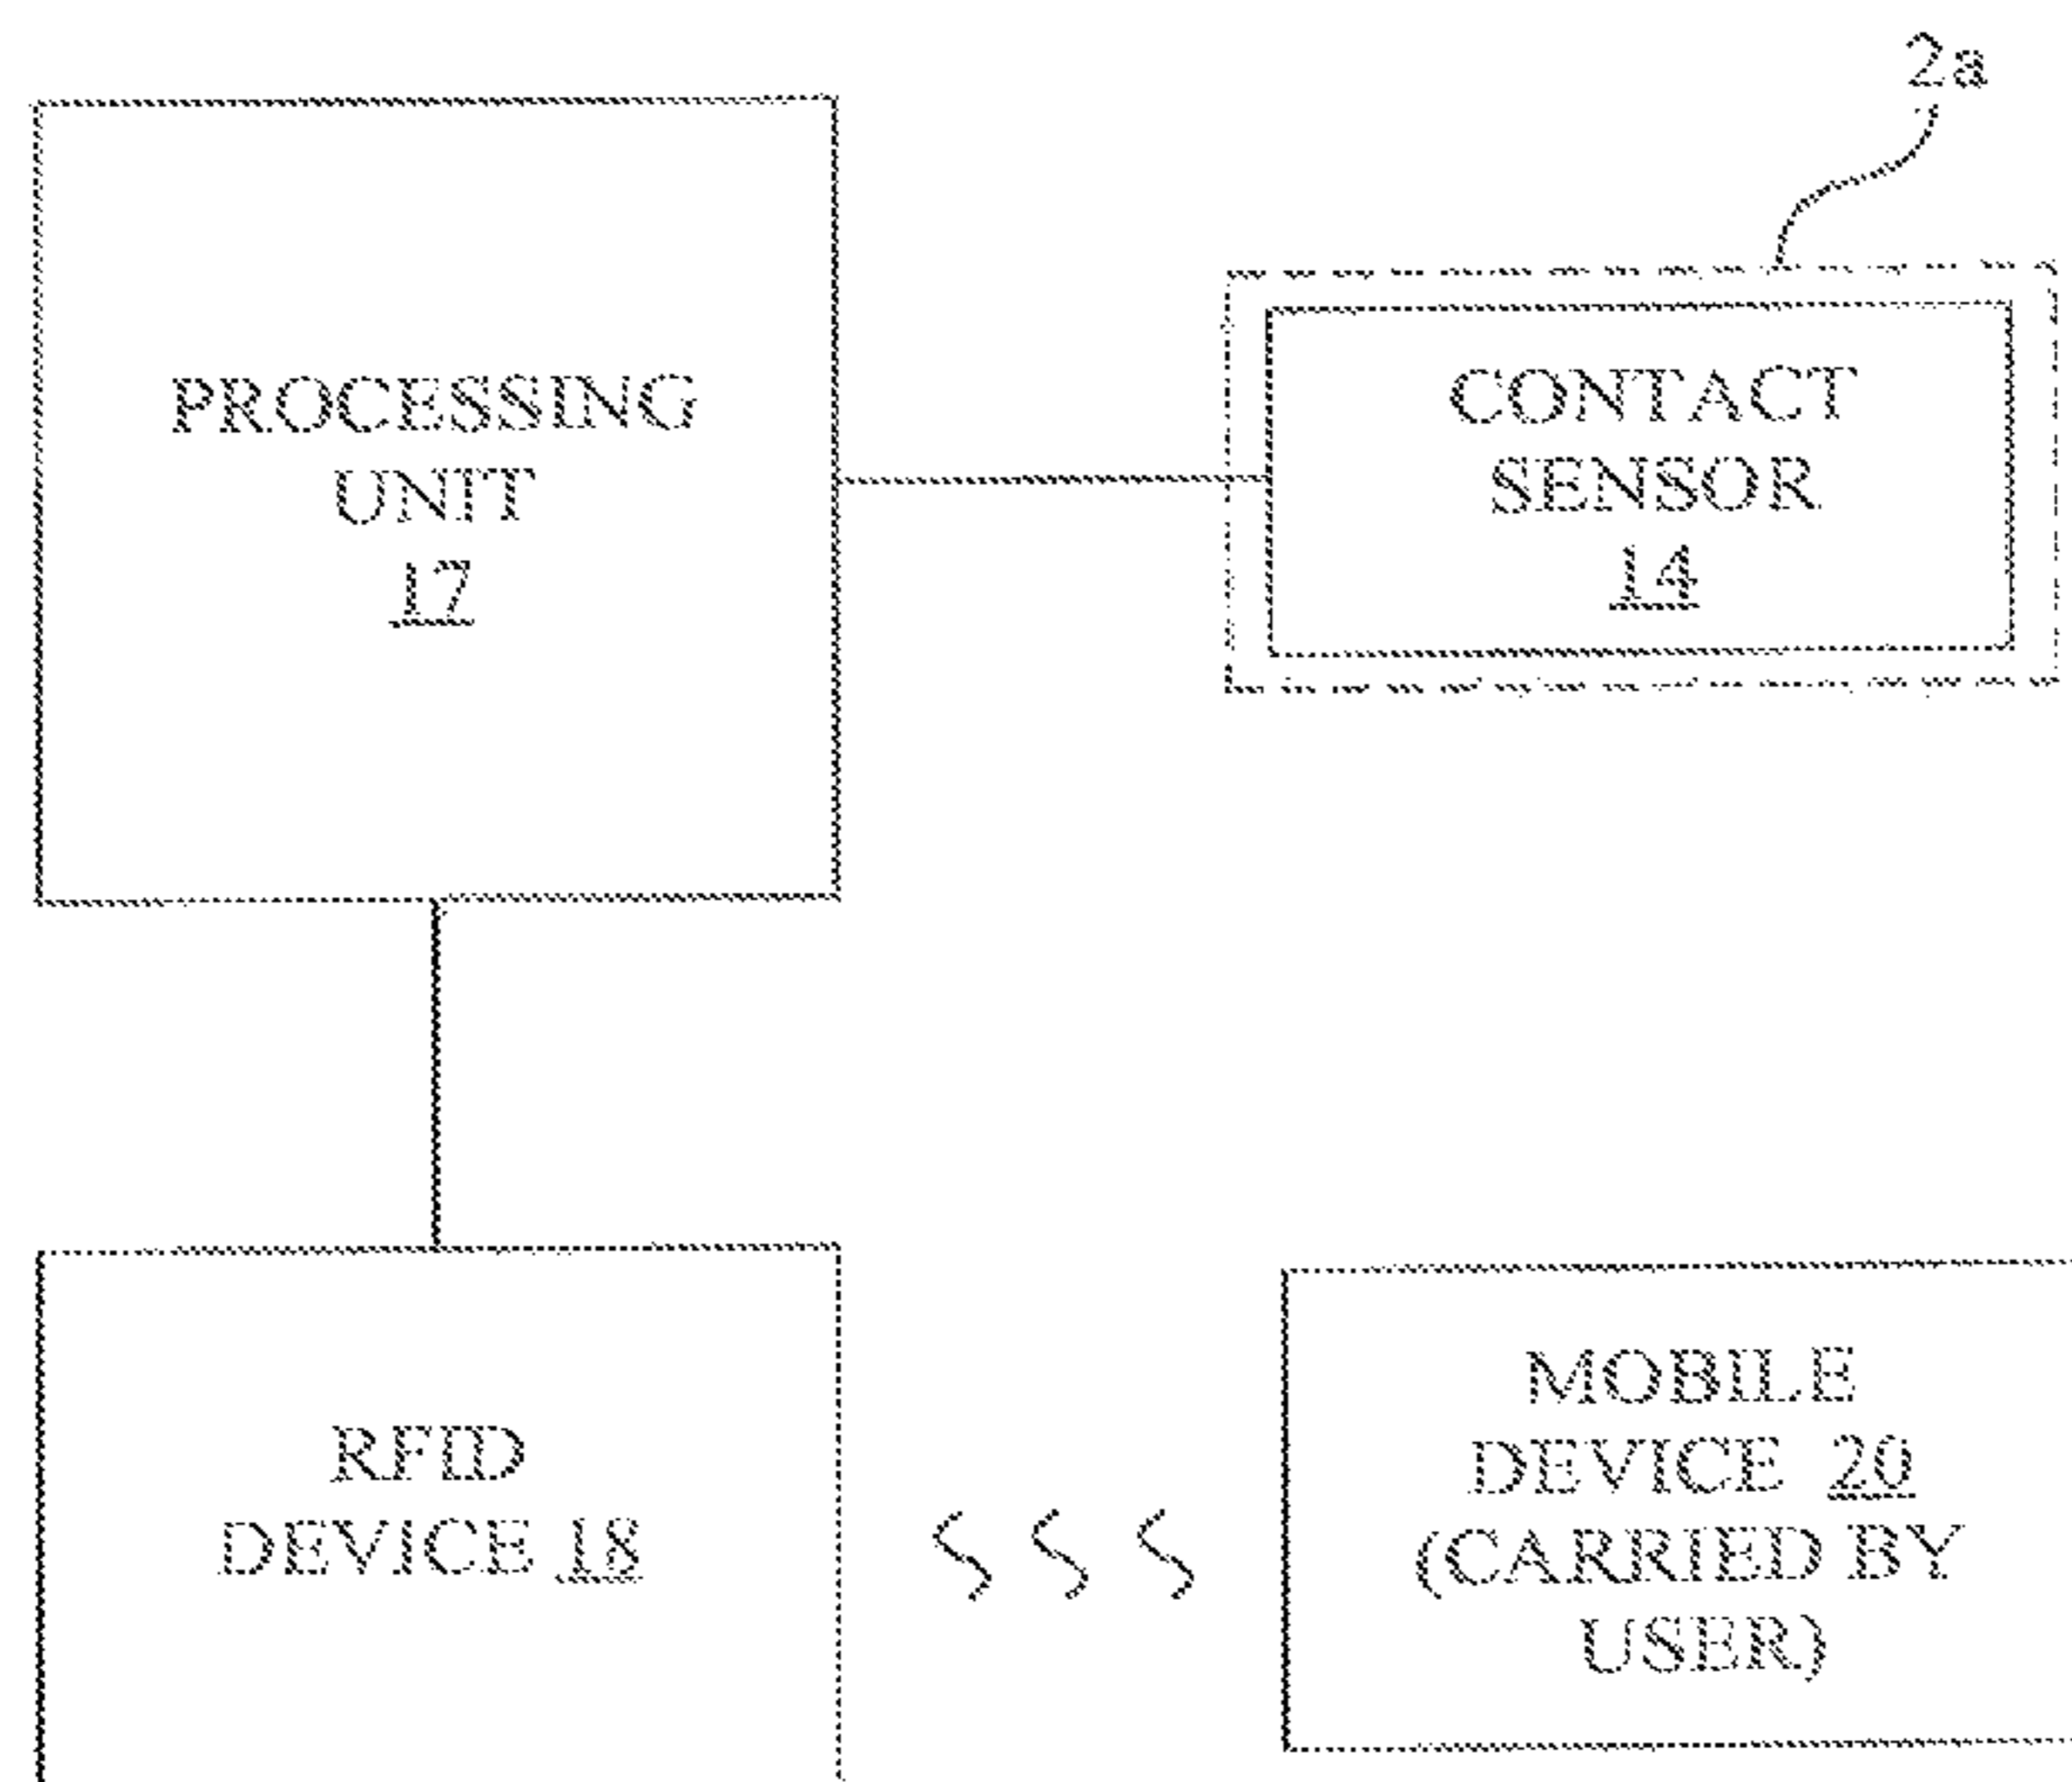 2a
PROCESSING
UNIT
17
CONTACT
SENSOR
14
RFID
DEVICE 18
MOBILE
DEVICE 20
(CARRIED BY
USER)